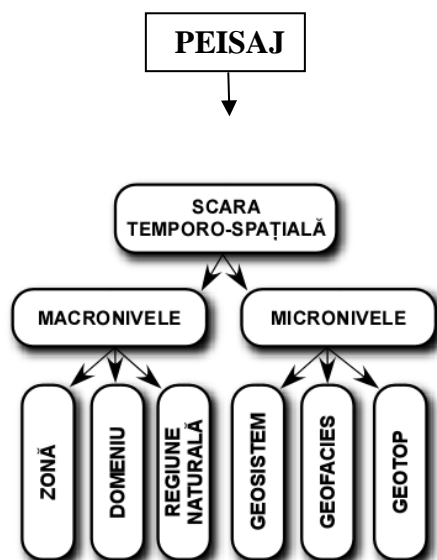 PEISAJ
SCARA
TEMPORO-SPAȚIALĂ
MACRONIVELE
MICRONIVELE
ZONĂ
DOMENIU
REGIUNE
NATURALĂ
GEOSISTEM
GEOFACIES
GEOTOP